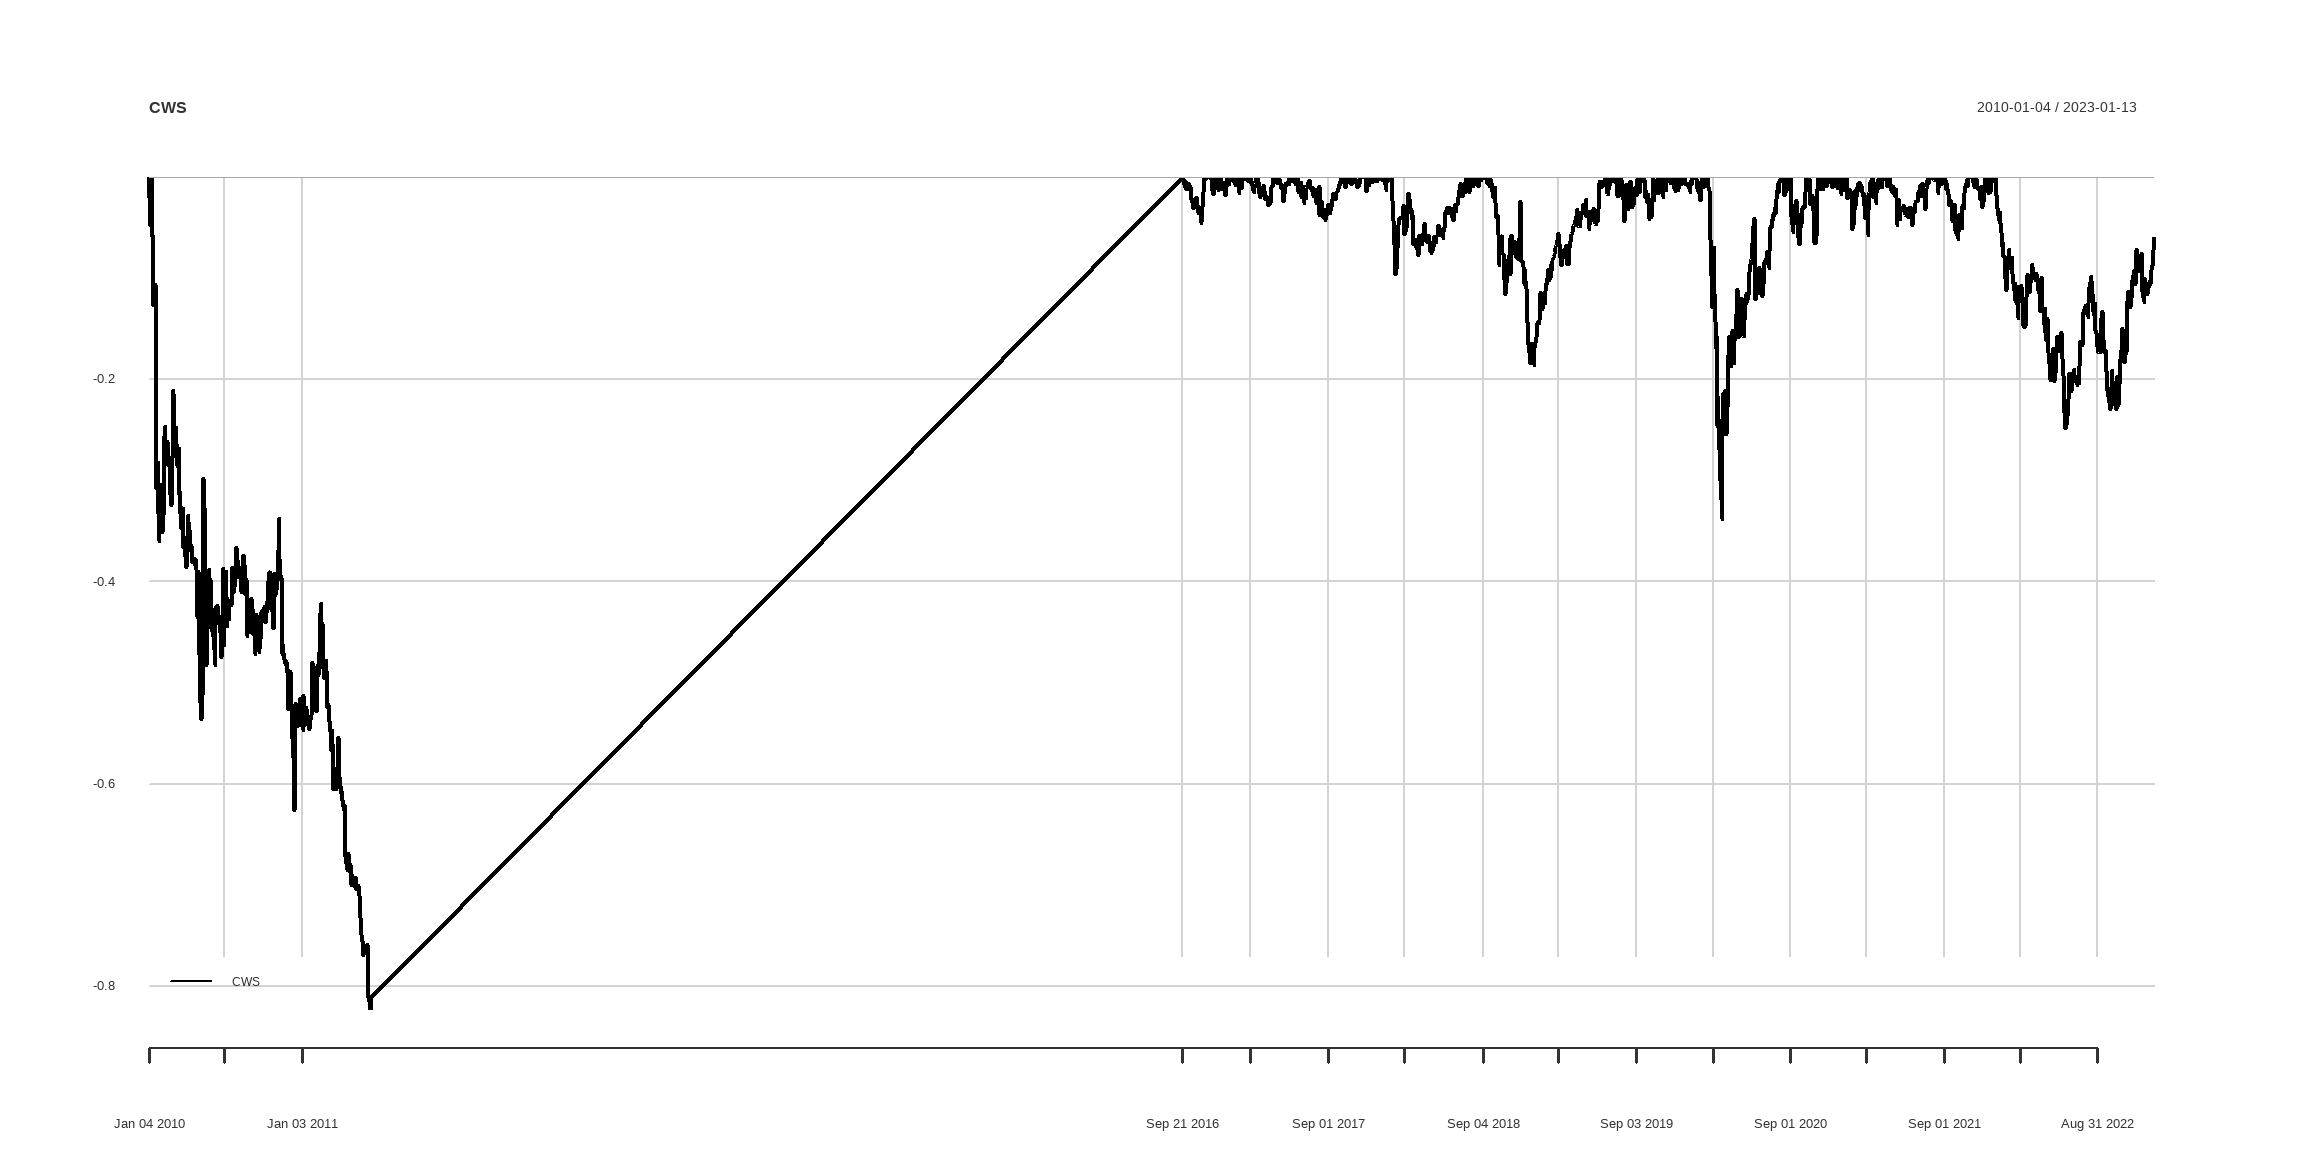 CWS
2010-01-04 / 2023-01-13
-0.2
-0.4
-0.6
-0.8
CWS
Jan 04 2010
Jan 03 2011
Sep 21 2016
Sep 01 2017
Sep 04 2018
Sep 03 2019
Sep 01 2020
Sep 01 2021
Aug 31 2022